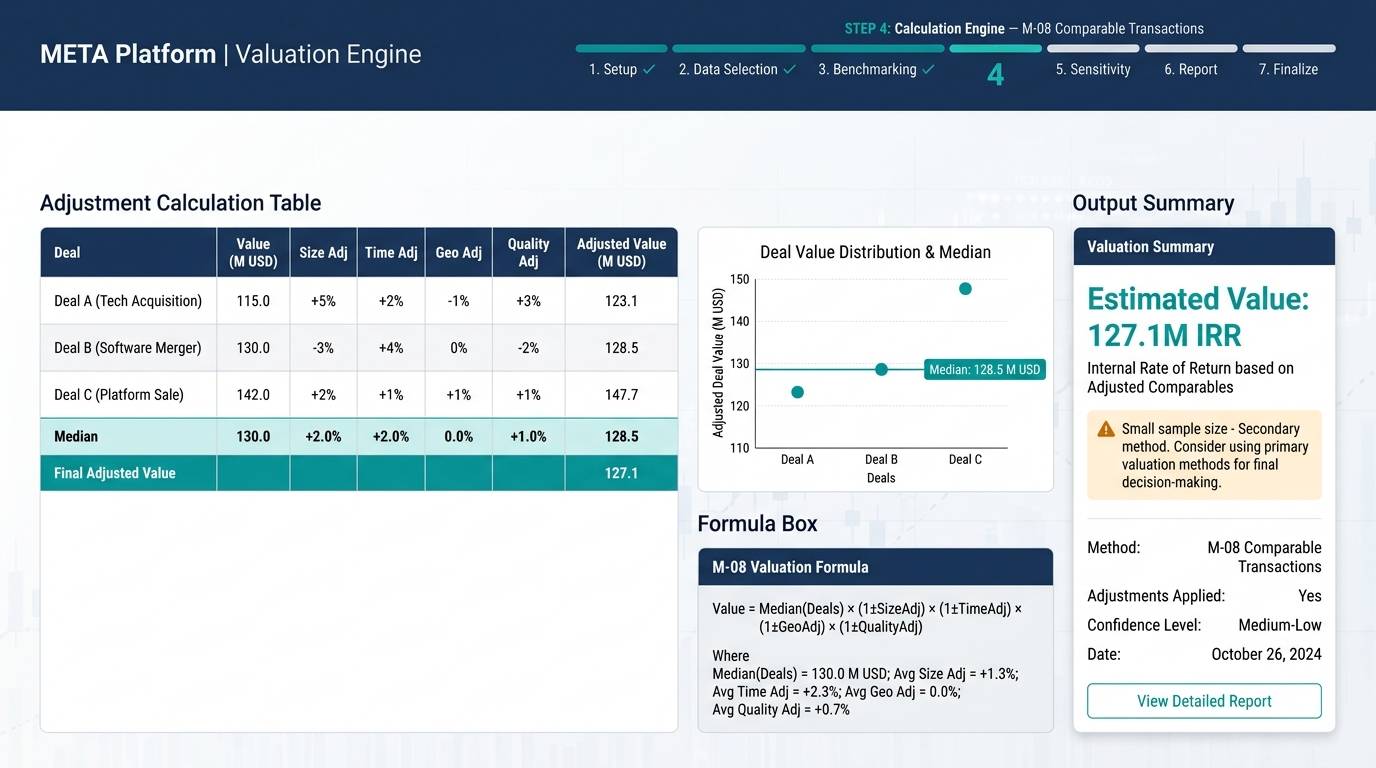 META Platform | Valuation Engine
STEP 4: Calculation Engine — M-08 Comparable Transactions
1. Setup ✓
2. Data Selection ✓
3. Benchmarking ✓
4
5. Sensitivity
6. Report
7. Finalize
Adjustment Calculation Table
Deal | Value (M USD) | Size Adj | Time Adj | Geo Adj | Quality Adj | Adjusted Value (M USD)
Deal A (Tech Acquisition) | 115.0 | +5% | +2% | -1% | +3% | 123.1
Deal B (Software Merger) | 130.0 | -3% | +4% | 0% | -2% | 128.5
Deal C (Platform Sale) | 142.0 | +2% | +1% | +1% | +1% | 147.7
Median | 130.0 | +2.0% | +2.0% | 0.0% | +1.0% | 128.5
Final Adjusted Value | 127.1
Deal Value Distribution & Median
Adjusted Deal Value (M USD)
150
140
130
120
110
Median: 128.5 M USD
Deal A
Deal B
Deal C
Deals
Formula Box
M-08 Valuation Formula
Value = Median(Deals) × (1±SizeAdj) × (1±TimeAdj) ×
(1±GeoAdj) × (1±QualityAdj)
Where
Median(Deals) = 130.0 M USD; Avg Size Adj = +1.3%;
Avg Time Adj = +2.3%; Avg Geo Adj = 0.0%;
Avg Quality Adj = +0.7%
Output Summary
Valuation Summary
Estimated Value:
127.1M IRR
Internal Rate of Return based on
Adjusted Comparables
Small sample size - Secondary
method. Consider using primary
valuation methods for final
decision-making.
Method: M-08 Comparable
Transactions
Adjustments Applied: Yes
Confidence Level: Medium-Low
Date: October 26, 2024
View Detailed Report